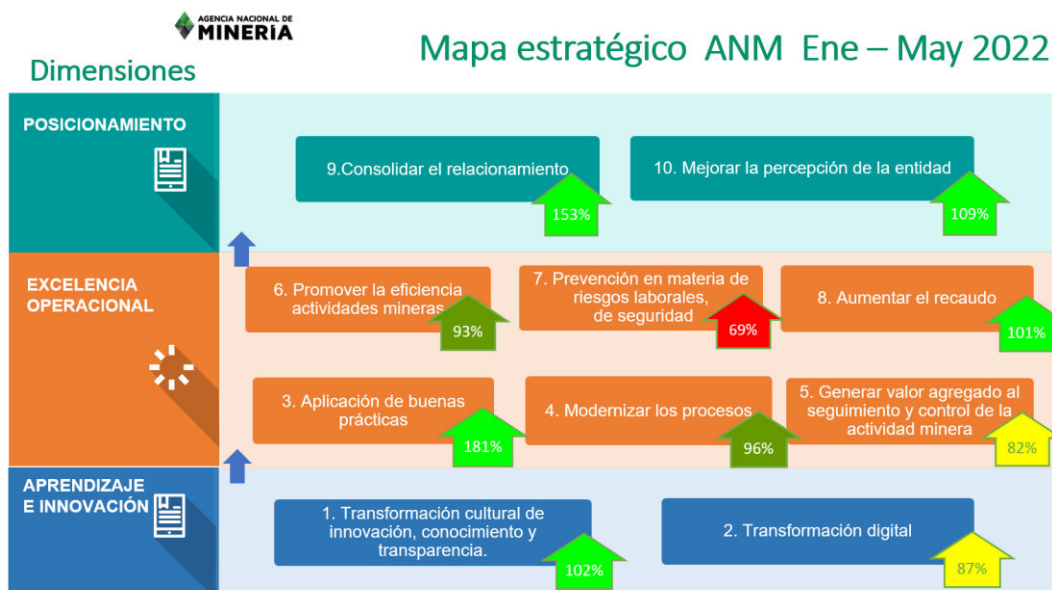 AGENCIA NACIONAL DE
MINERÍA
Mapa estratégico ANM Ene – May 2022
Dimensiones
POSICIONAMIENTO
9.Consolidar el relacionamiento
153%
10. Mejorar la percepción de la entidad
109%
EXCELENCIA
OPERACIONAL
6. Promover la eficiencia
actividades mineras
93%
7. Prevención en materia de
riesgos laborales,
de seguridad
69%
8. Aumentar el recaudo
101%
3. Aplicación de buenas
prácticas
181%
4. Modernizar los procesos
96%
5. Generar valor agregado al
seguimiento y control de la
actividad minera
82%
APRENDIZAJE
E INNOVACIÓN
1. Transformación cultural de
innovación, conocimiento y
transparencia.
102%
2. Transformación digital
87%